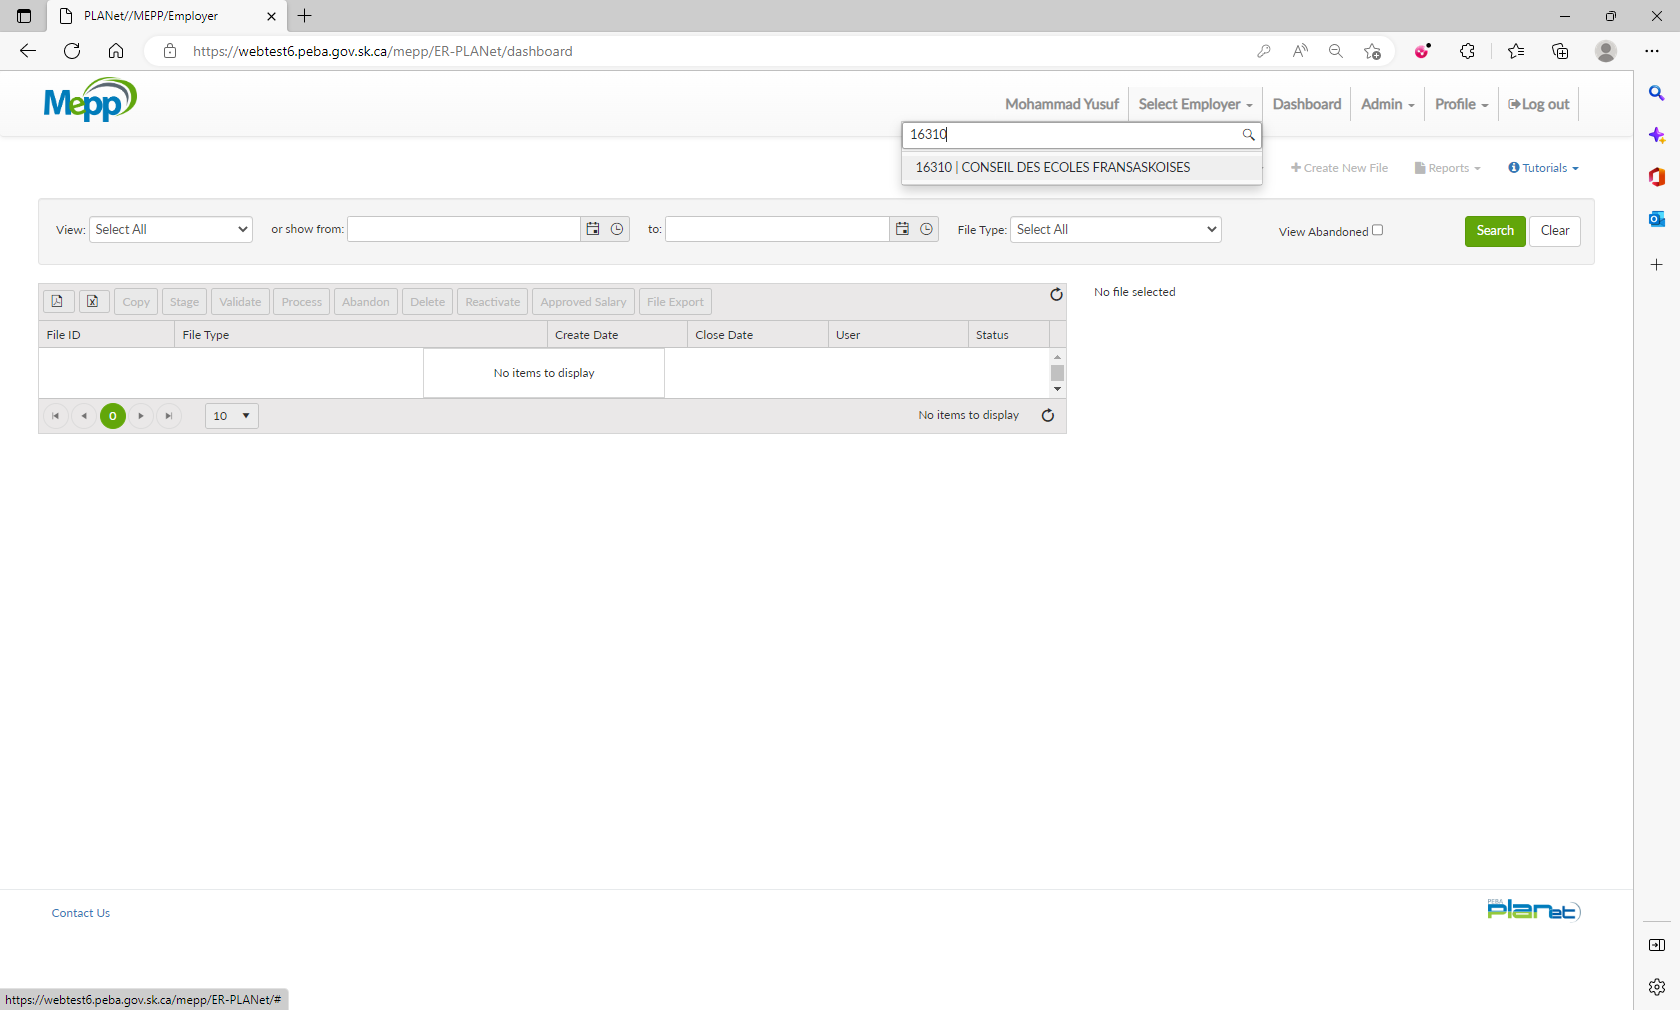 PLANet//MEPP/Employer
https://webtest6.peba.gov.sk.ca/mepp/ER-PLANet/dashboard
Mepp
Mohammad Yusuf
Select Employer
Dashboard
Admin
Profile
Log out
16310
16310 | CONSEIL DES ECOLES FRANSASKOISES
Create New File
Reports
Tutorials
View: Select All
or show from:
to:
File Type: Select All
View Abandoned
Search
Clear
Copy
Stage
Validate
Process
Abandon
Delete
Reactivate
Approved Salary
File Export
No file selected
File ID
File Type
Create Date
Close Date
User
Status
No items to display
0
10
No items to display
Contact Us
PEBA
planet
https://webtest6.peba.gov.sk.ca/mepp/ER-PLANet/#